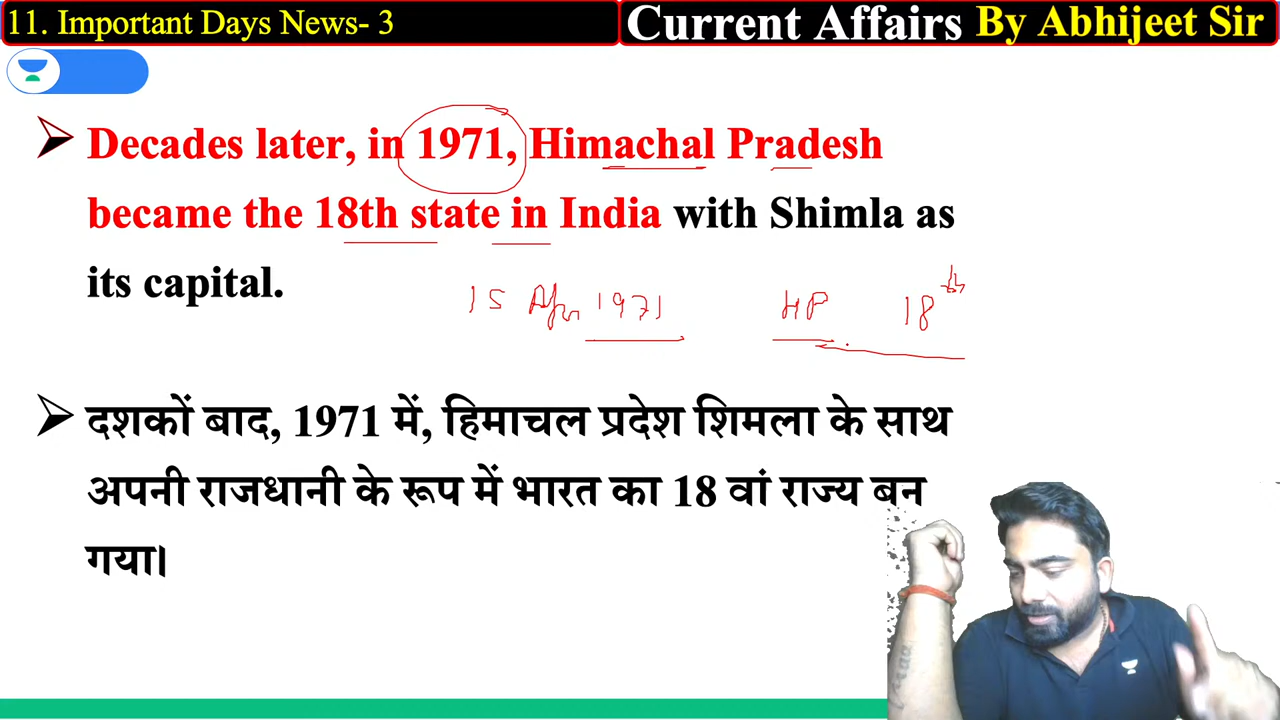 11. Important Days News- 3
Current Affairs By Abhijeet Sir
Decades later, in 1971, Himachal Pradesh
became the 18th state in India with Shimla as
its capital.
15 Apr 1971 HP 18th
दशकों बाद, 1971 में, हिमाचल प्रदेश शिमला के साथ
अपनी राजधानी के रूप में भारत का 18 वां राज्य बन
गया।